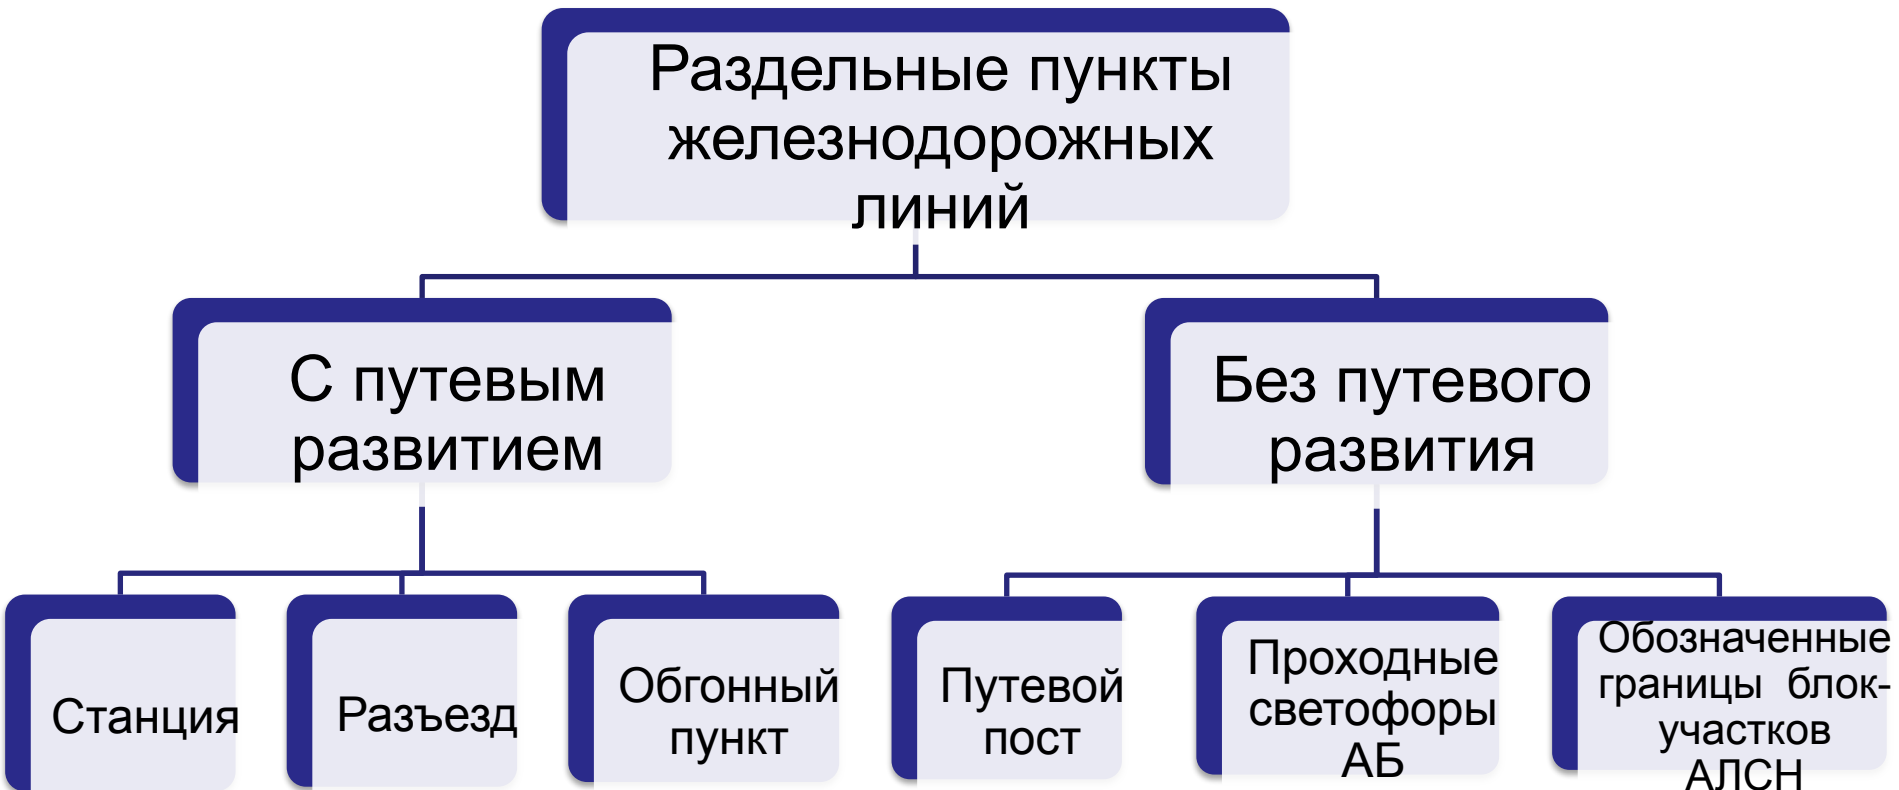 Раздельные пункты
железнодорожных
линий
С путевым
развитием
Без путевого
развития
Станция
Разъезд
Обгонный
пункт
Путевой
пост
Проходные
светофоры
АБ
Обозначенные
границы  блок-
участков
АЛСН